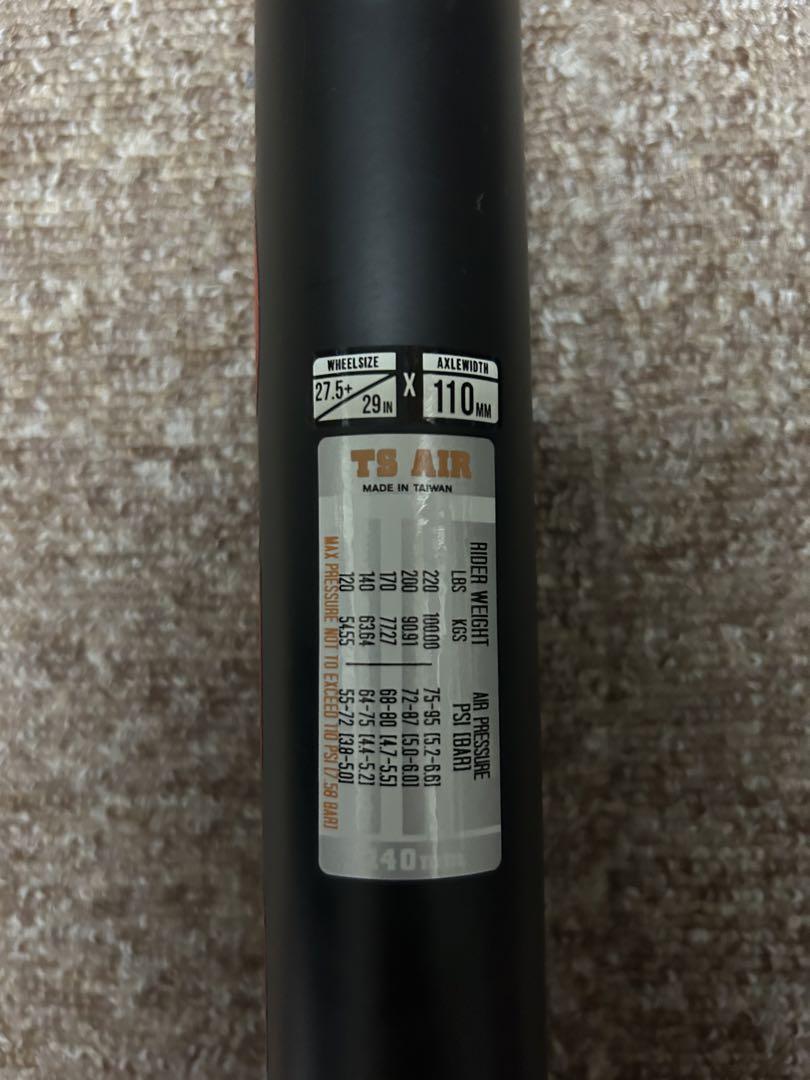 WHEELSIZE
27.5+
29IN
X
AXLEWIDTH
110MM
TS AIR
MADE IN TAIWAN
RIDER WEIGHT AIR PRESSURE
LBS KGS PSI [BAR]
220 100.00 75-95 [5.2-6.6]
200 90.91 72-87 [5.0-6.0]
170 77.27 68-80 [4.7-5.5]
140 63.64 64-75 [4.4-5.2]
120 54.55 55-72 [3.8-5.0]
MAX PRESSURE NOT TO EXCEED 110 PSI [7.58 BAR]